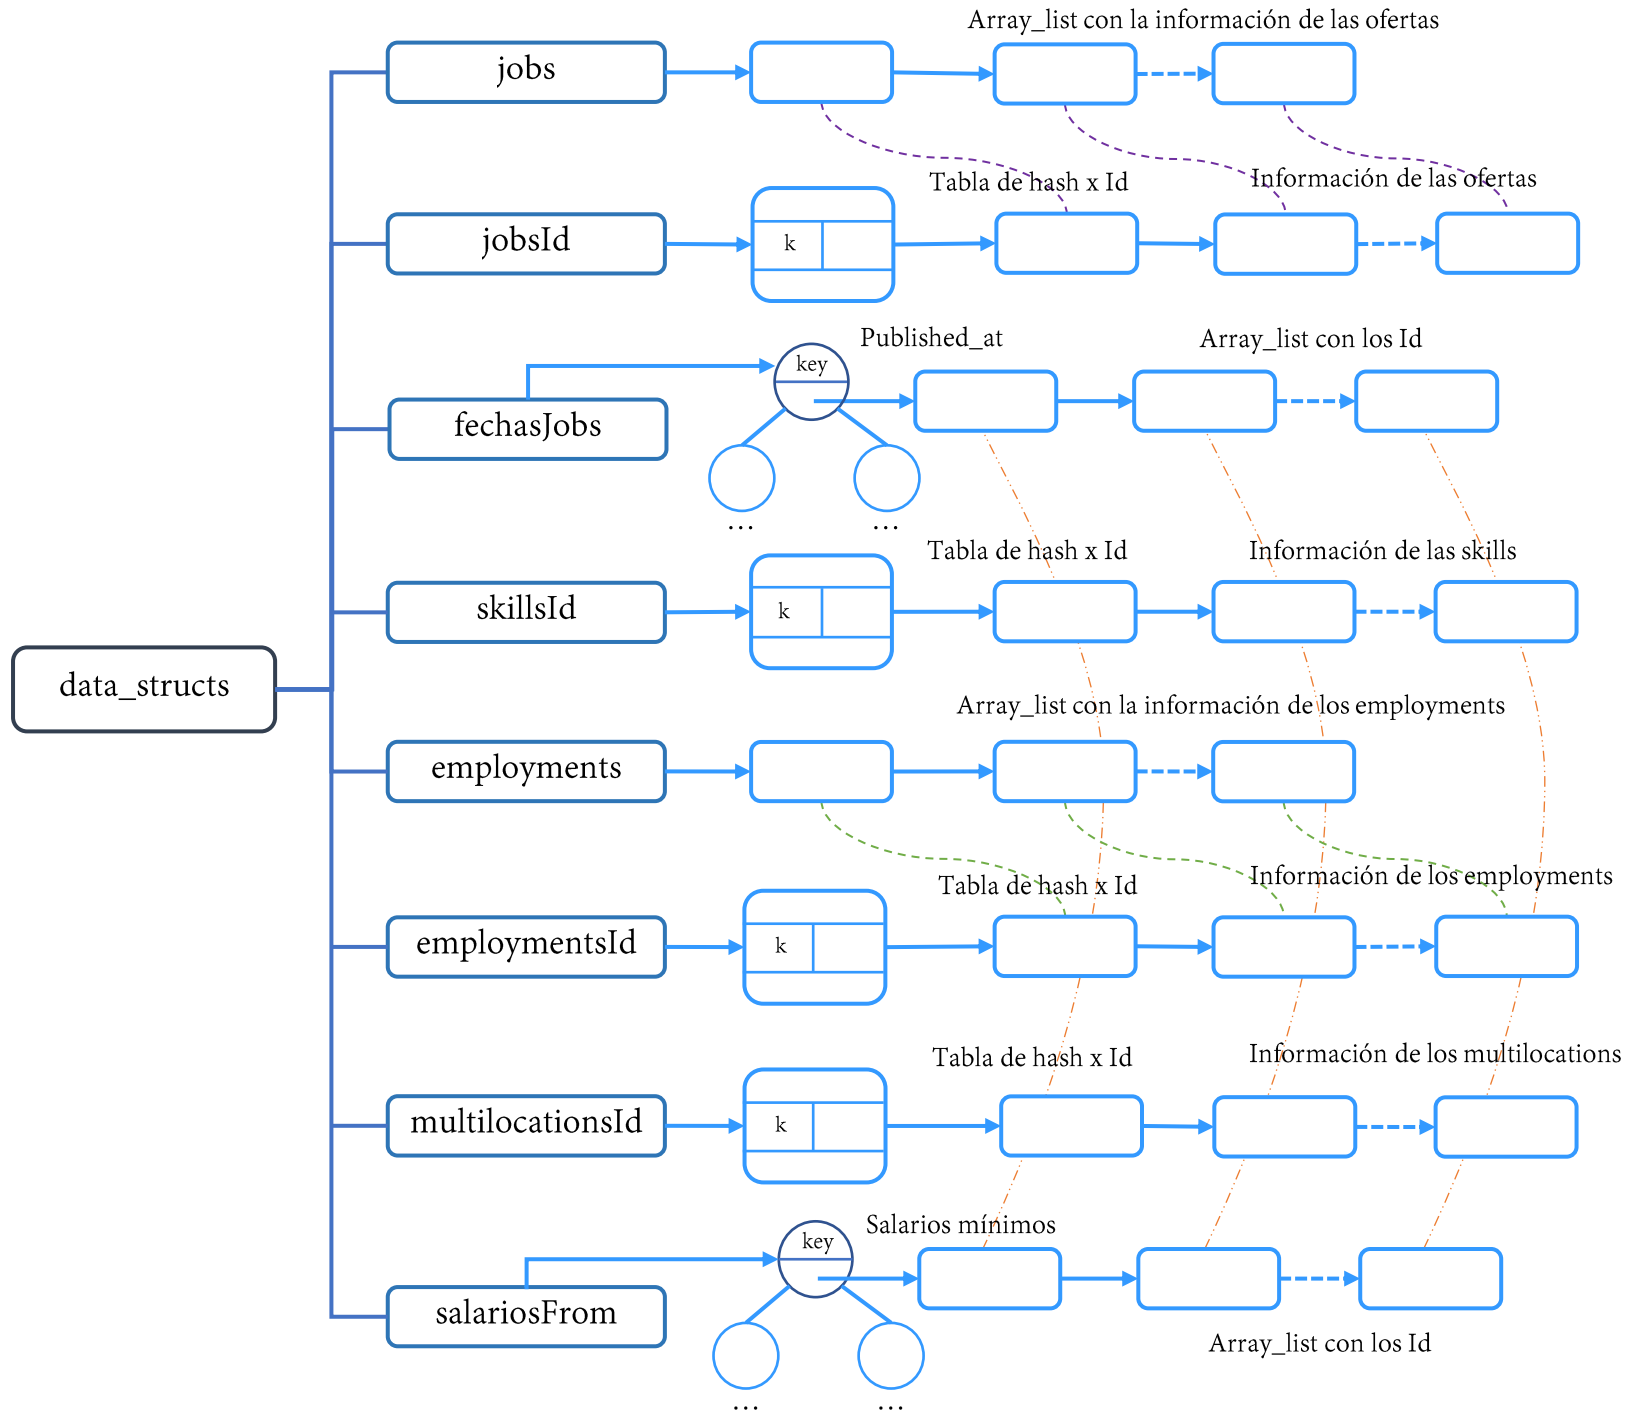 Array_list con la información de las ofertas
jobs
Tabla de hash x Id
Información de las ofertas
jobsId
k
Published_at
Array_list con los Id
key
fechasJobs
...
...
Tabla de hash x Id
Información de las skills
skillsId
k
data_structs
Array_list con la información de los employments
employments
Tabla de hash x Id
Información de los employments
employmentsId
k
Tabla de hash x Id
Información de los multilocations
multilocationsId
k
Salarios mínimos
key
salariosFrom
Array_list con los Id
...
...